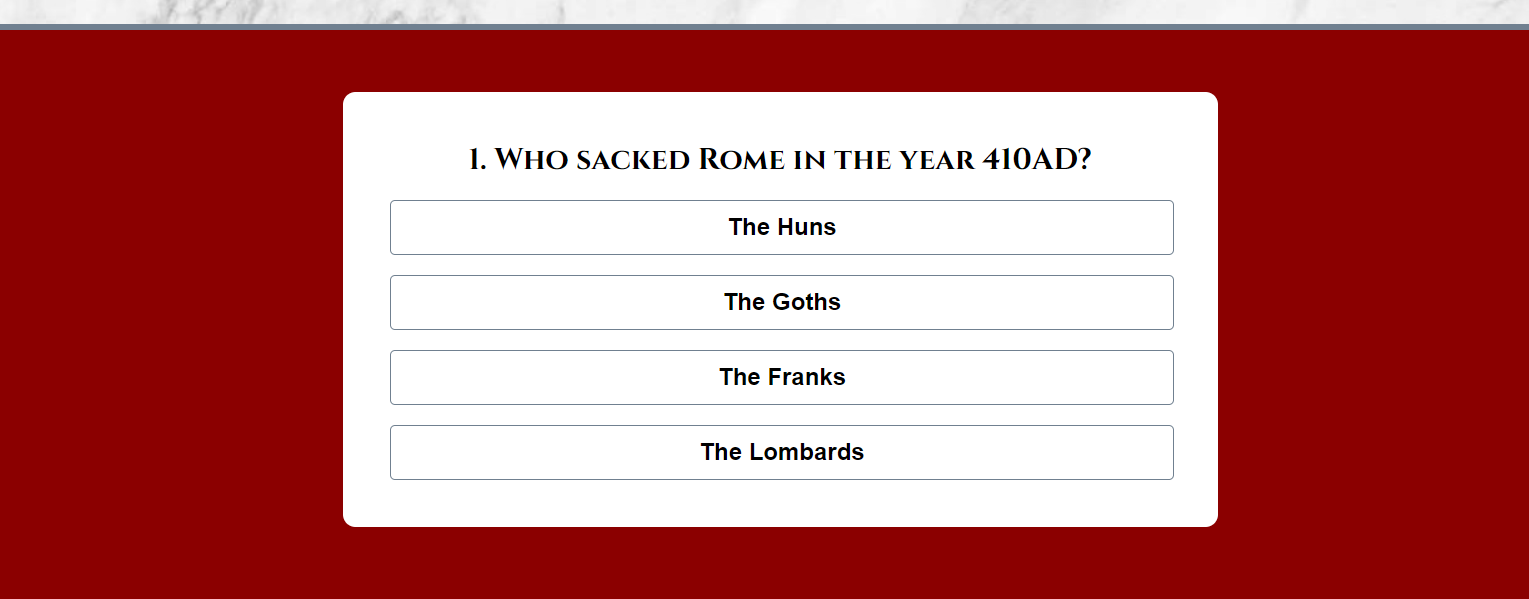 1. Who sacked Rome in the year 410AD?
The Huns
The Goths
The Franks
The Lombards